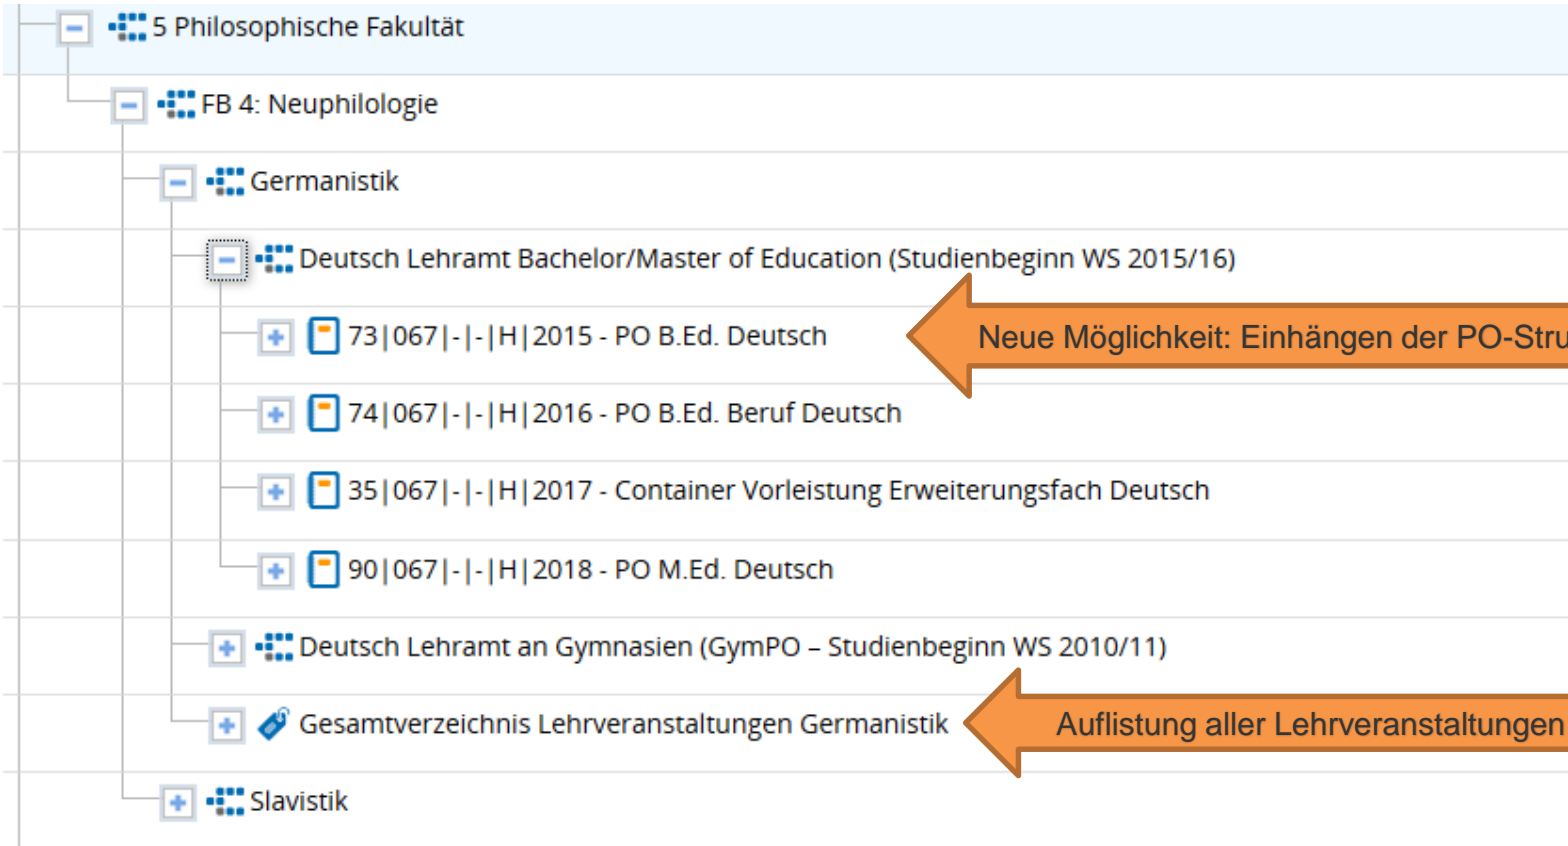 5 Philosophische Fakultät
FB 4: Neuphilologie
Germanistik
Deutsch Lehramt Bachelor/Master of Education (Studienbeginn WS 2015/16)
73|067|-|-|H|2015 - PO B.Ed. Deutsch
Neue Möglichkeit: Einhängen der PO-Stru
74|067|-|-|H|2016 - PO B.Ed. Beruf Deutsch
35|067|-|-|H|2017 - Container Vorleistung Erweiterungsfach Deutsch
90|067|-|-|H|2018 - PO M.Ed. Deutsch
Deutsch Lehramt an Gymnasien (GymPO – Studienbeginn WS 2010/11)
Gesamtverzeichnis Lehrveranstaltungen Germanistik
Auflistung aller Lehrveranstaltungen
Slavistik